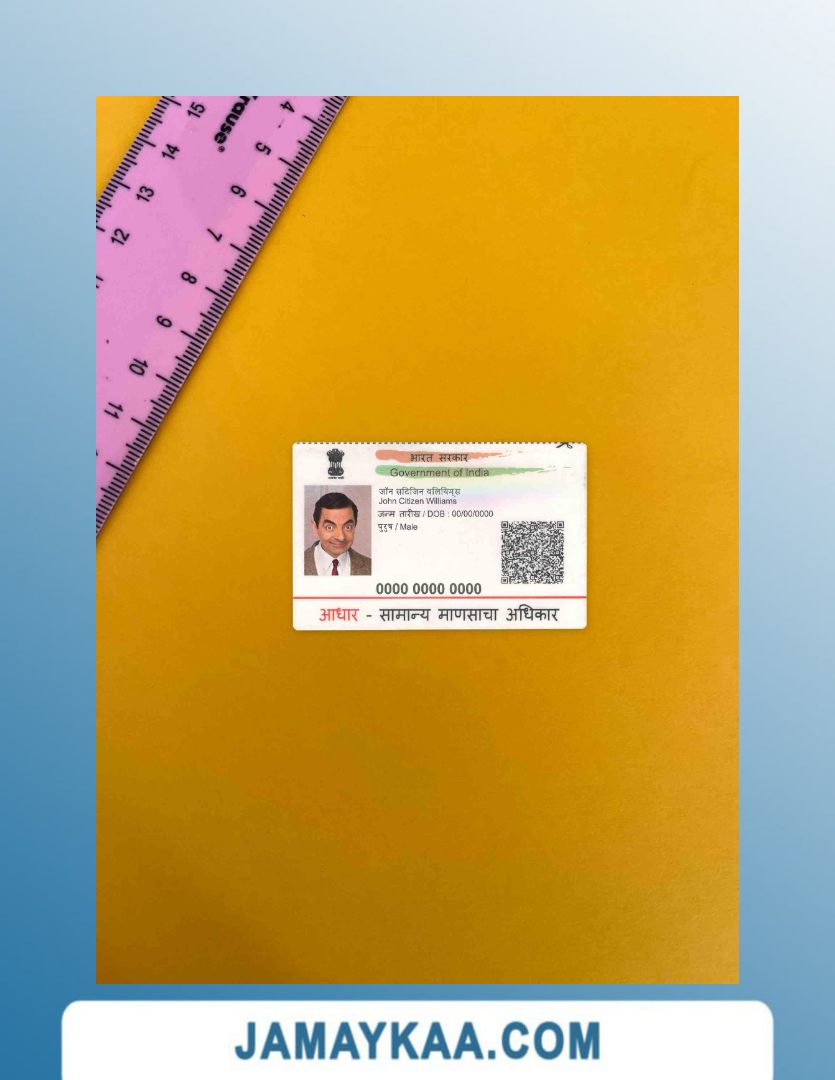 15
rause®
4
14
5
13
6
12
7
8
9
10
11
भारत सरकार
Government of India
जॉन सिटिजन विलियम्स
John Citizen Williams
जन्म तारीख / DOB : 00/00/0000
पुरुष / Male
0000 0000 0000
आधार - सामान्य माणसाचा अधिकार
JAMAYKAA.COM